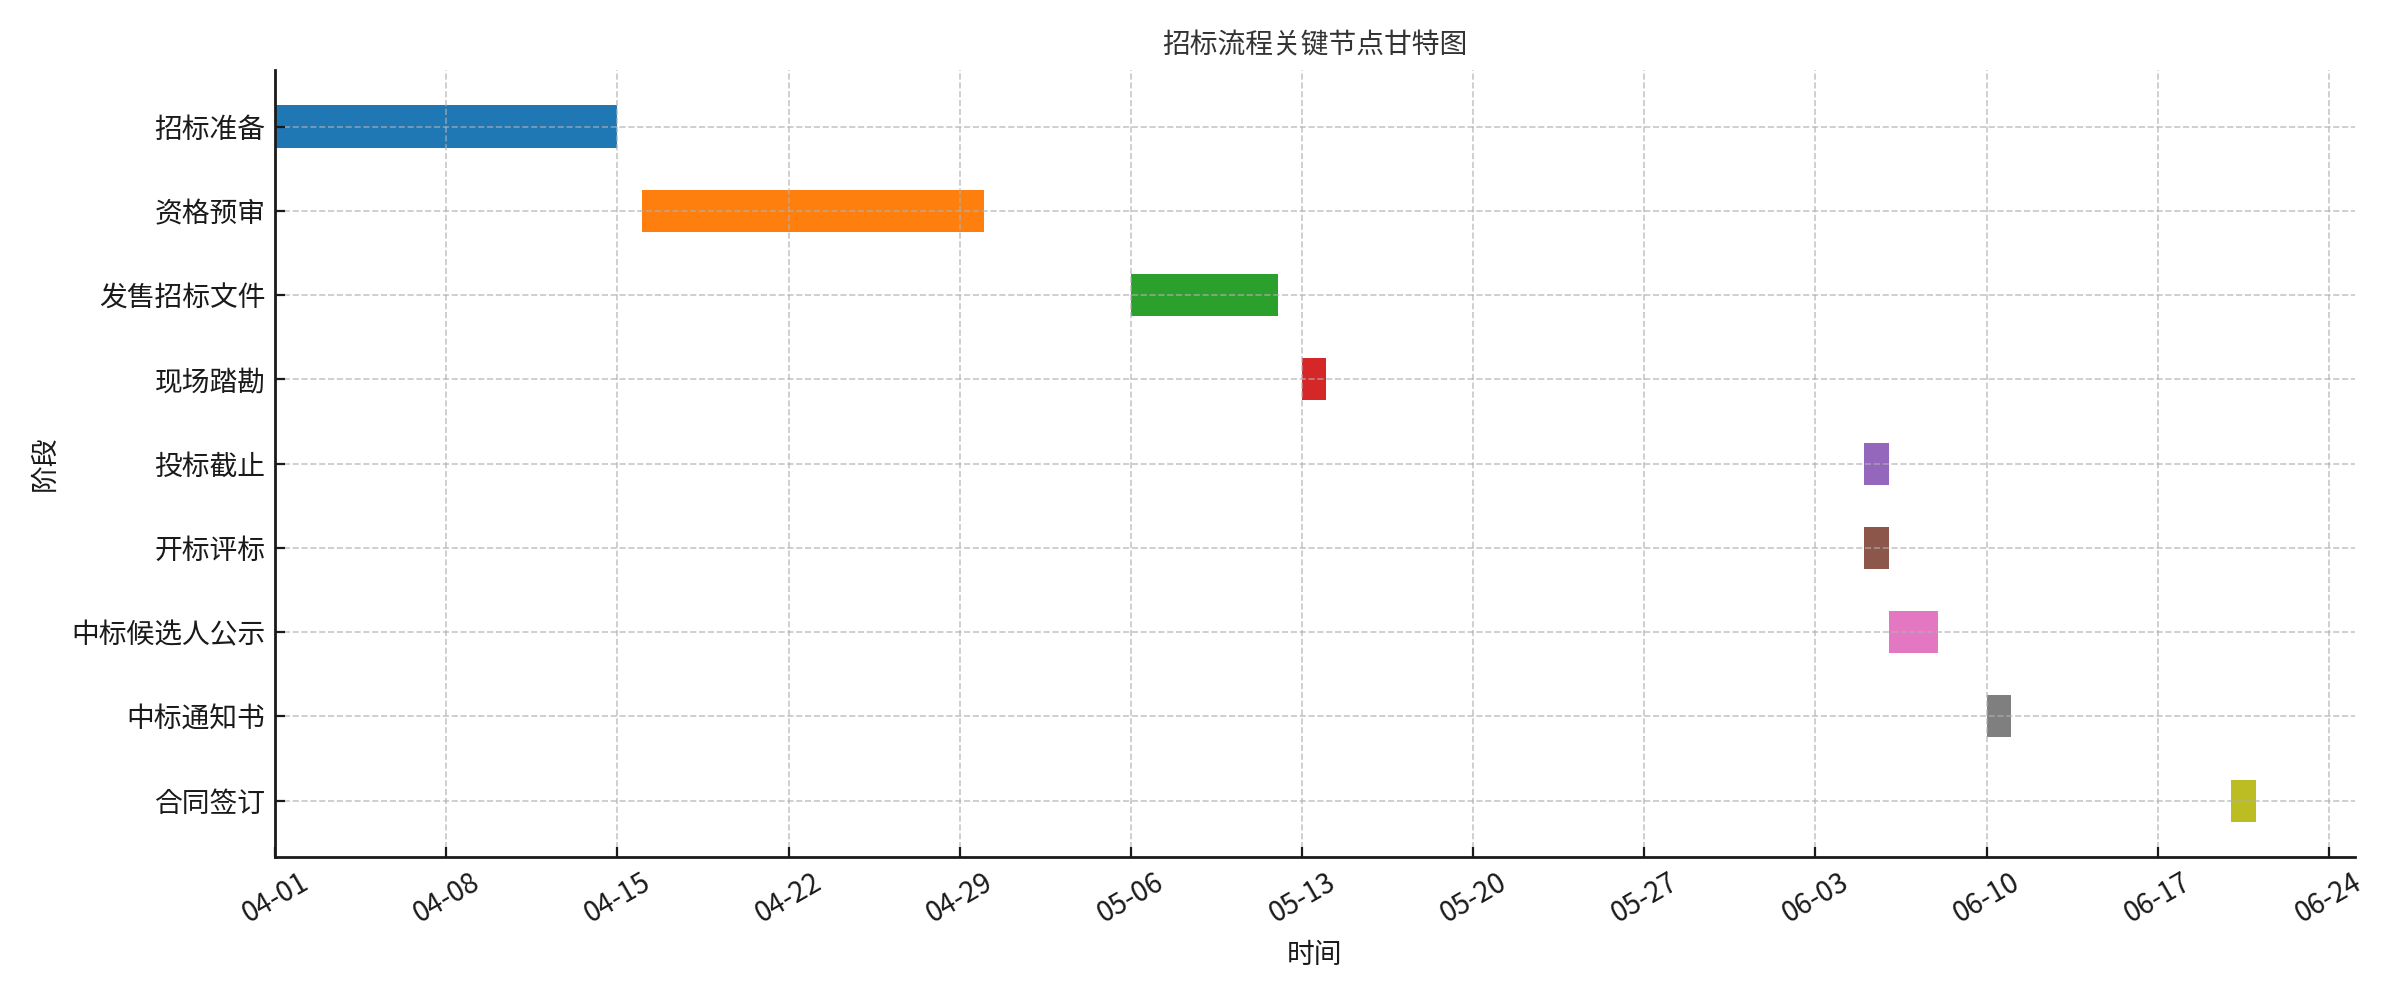 招标流程关键节点甘特图
阶段
招标准备
资格预审
发售招标文件
现场踏勘
投标截止
开标评标
中标候选人公示
中标通知书
合同签订
04-01
04-08
04-15
04-22
04-29
05-06
05-13
05-20
05-27
06-03
06-10
06-17
06-24
时间